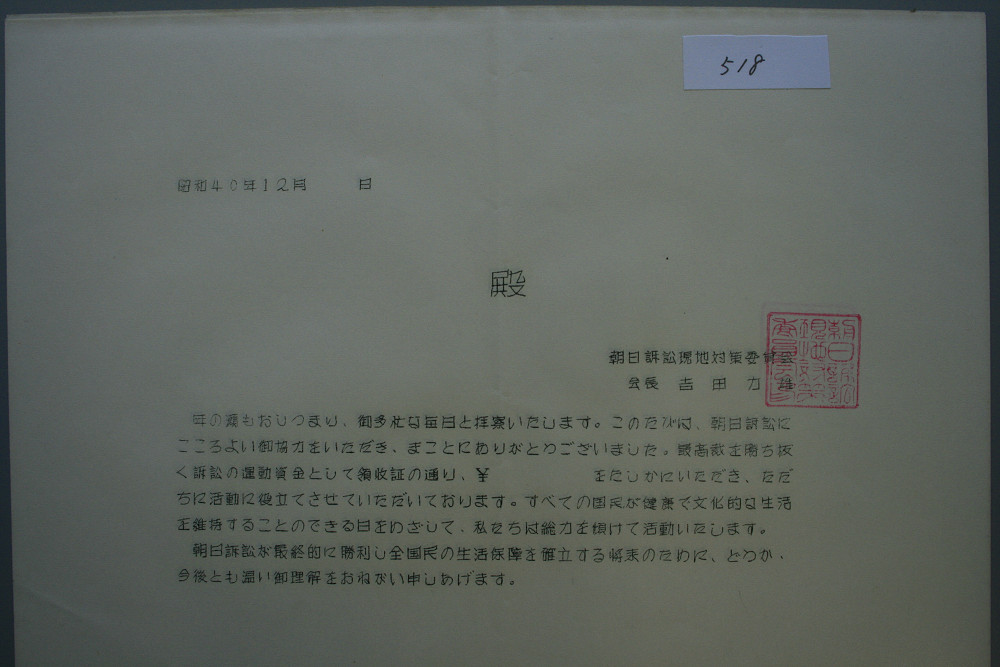 518
昭和40年12月 日
殿
朝日訴訟現地対策委員会
会長 吉田力雄
年の瀬もおしつまり、御多忙な毎日と拝察いたします。このたびは、朝日訴訟に
こころよい御協力をいただき、まことにありがとうございました。最高裁を勝ち抜
く訴訟の運動資金として領収証の通り、¥ をたしかにいただき、ただ
ちに活動に役立てさせていただいております。すべての国民が健康で文化的な生活
を維持することのできる日をめざして、私たちは総力を傾けて活動いたします。
朝日訴訟が最終的に勝利し全国民の生活保障を確立する将来のために、どうか、
今後とも温い御理解をおねがい申しあげます。